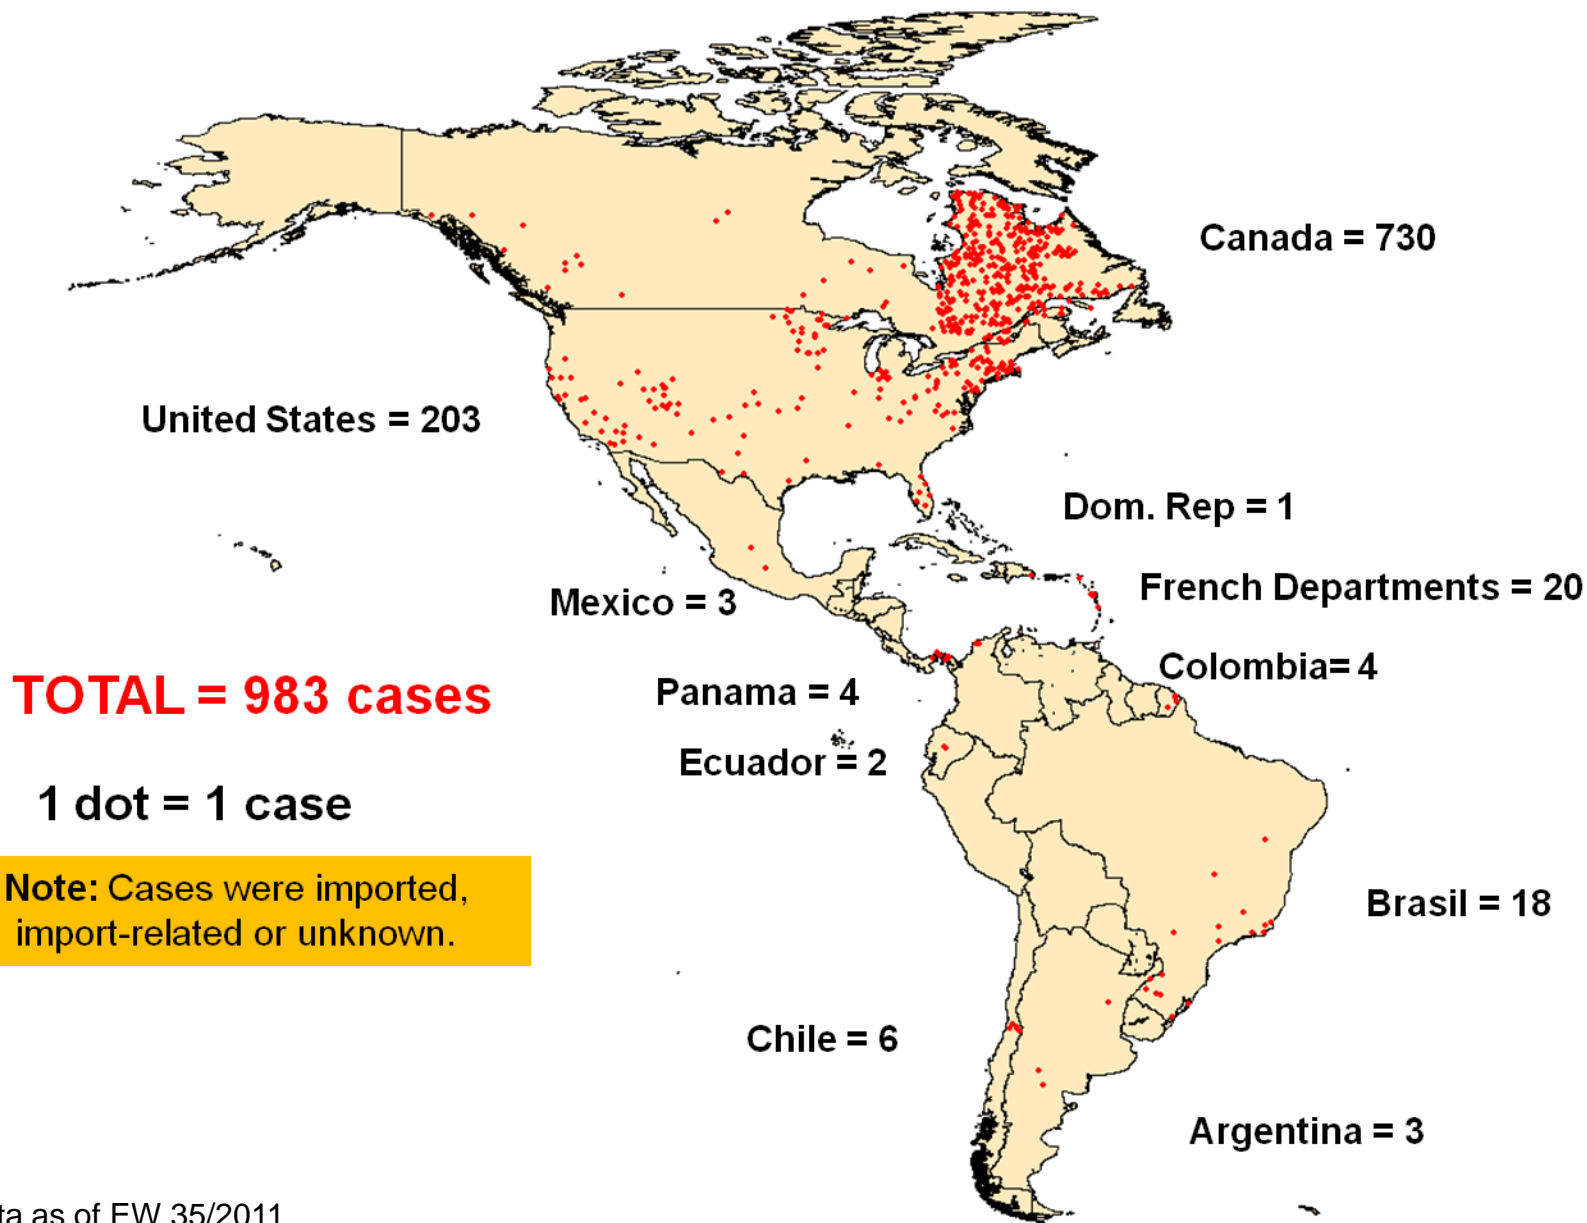 Canada = 730
United States = 203
Dom. Rep = 1
French Departments = 20
Mexico = 3
Colombia= 4
TOTAL = 983 cases
Panama = 4
Ecuador = 2
1 dot = 1 case
Note: Cases were imported,
import-related or unknown.
Brasil = 18
Chile = 6
Argentina = 3
as of EW 35/2011